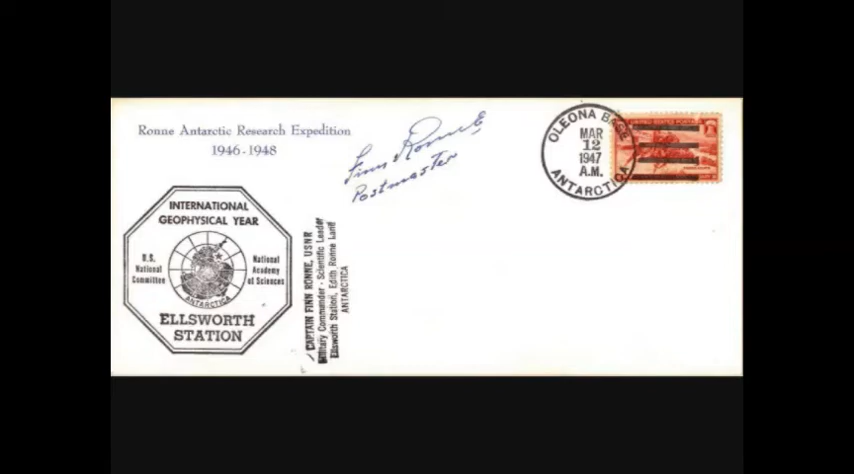 Ronne Antarctic Research Expedition
1946-1948
Finn Ronne
Postmaster
OLEONA BASE
MAR
12
1947
A.M.
ANTARCTICA
INTERNATIONAL
GEOPHYSICAL YEAR
U.S.
National
Committee
National
Academy
of Sciences
ANTARCTICA
ELLSWORTH
STATION
CAPTAIN FINN RONNE, USNR
Military Commander - Scientific Leader
Ellsworth Station, Edith Ronne Land
ANTARCTICA